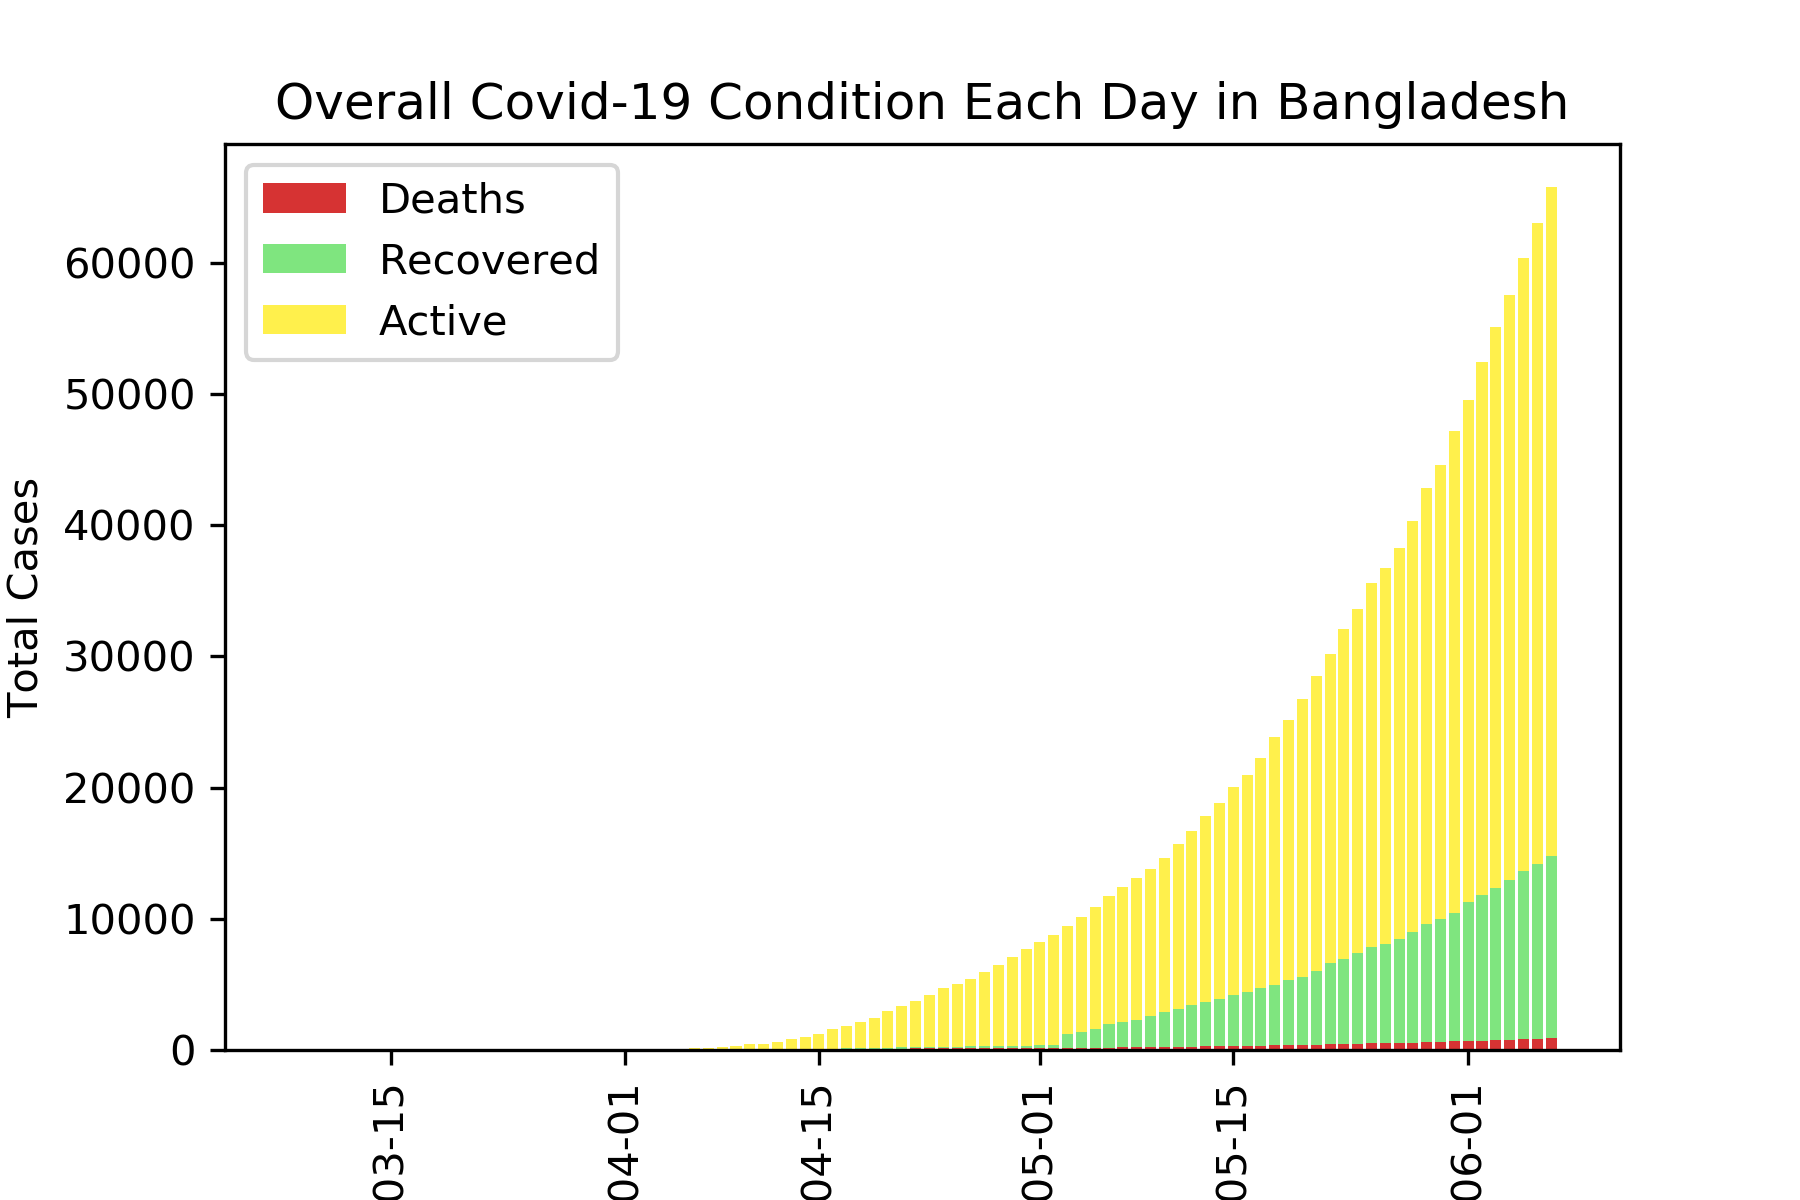 Overall Covid-19 Condition Each Day in Bangladesh
Deaths
Recovered
Active
Total Cases
60000
50000
40000
30000
20000
10000
0
03-15
04-01
04-15
05-01
05-15
06-01